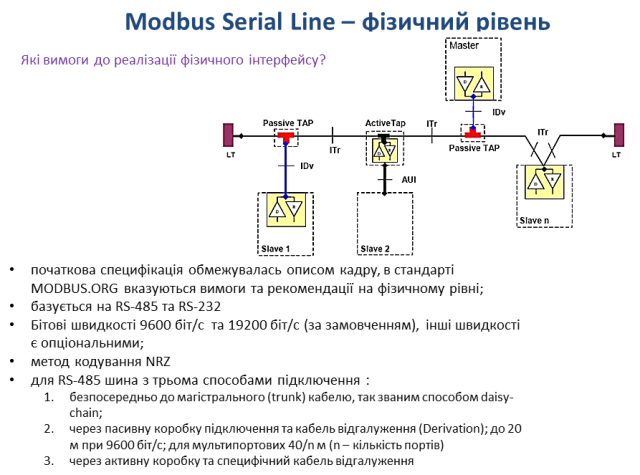 Modbus Serial Line – фізичний рівень
Які вимоги до реалізації фізичного інтерфейсу?
Master
D
R
IDv
Passive TAP
ActiveTap
ITr
ITr
Passive TAP
ITr
LT
LT
D
R
IDv
AUI
D
R
D
R
Slave 1
Slave 2
Slave n
• початкова специфікація обмежувалась описом кадру, в стандарті
MODBUS.ORG вказуються вимоги та рекомендації на фізичному рівні;
• базується на RS-485 та RS-232
• Бітові швидкості 9600 біт/с та 19200 біт/с (за замовченням), інші швидкості
є опціональними;
• метод кодування NRZ
• для RS-485 шина з трьома способами підключення :
1. безпосередньо до магістрального (trunk) кабелю, так званим способом daisy-
chain;
2. через пасивну коробку підключення та кабель відгалуження (Derivation); до 20
м при 9600 біт/с; для мультипортових 40/n м (n – кількість портів)
3. через активну коробку та специфічний кабель відгалуження